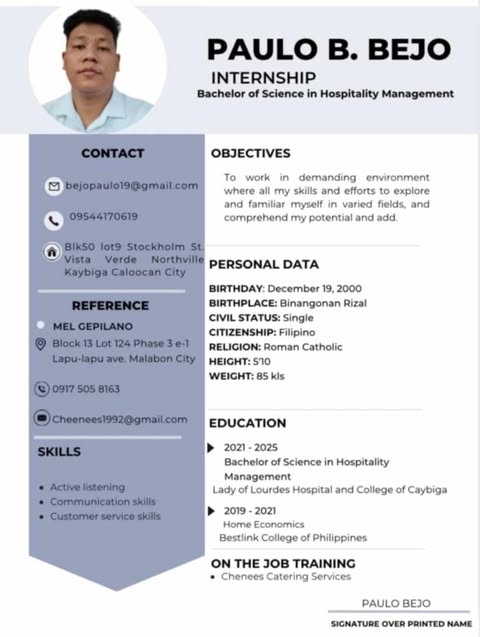 PAULO B. BEJO
INTERNSHIP
Bachelor of Science in Hospitality Management
CONTACT
bejopaulo19@gmail.com
09544170619
Blk50 lot9 Stockholm St.
Vista Verde Northville
Kaybiga Caloocan City
REFERENCE
MEL GEPILANO
Block 13 Lot 124 Phase 3 e-1
Lapu-lapu ave. Malabon City
0917 505 8163
Cheenees1992@gmail.com
SKILLS
Active listening
Communication skills
Customer service skills
OBJECTIVES
To work in demanding environment
where all my skills and efforts to explore
and familiar myself in varied fields, and
comprehend my potential and add.
PERSONAL DATA
BIRTHDAY: December 19, 2000
BIRTHPLACE: Binangonan Rizal
CIVIL STATUS: Single
CITIZENSHIP: Filipino
RELIGION: Roman Catholic
HEIGHT: 5'10
WEIGHT: 85 kls
EDUCATION
2021 - 2025
Bachelor of Science in Hospitality
Management
Lady of Lourdes Hospital and College of Caybiga
2019 - 2021
Home Economics
Bestlink College of Philippines
ON THE JOB TRAINING
Chenees Catering Services
PAULO BEJO
SIGNATURE OVER PRINTED NAME